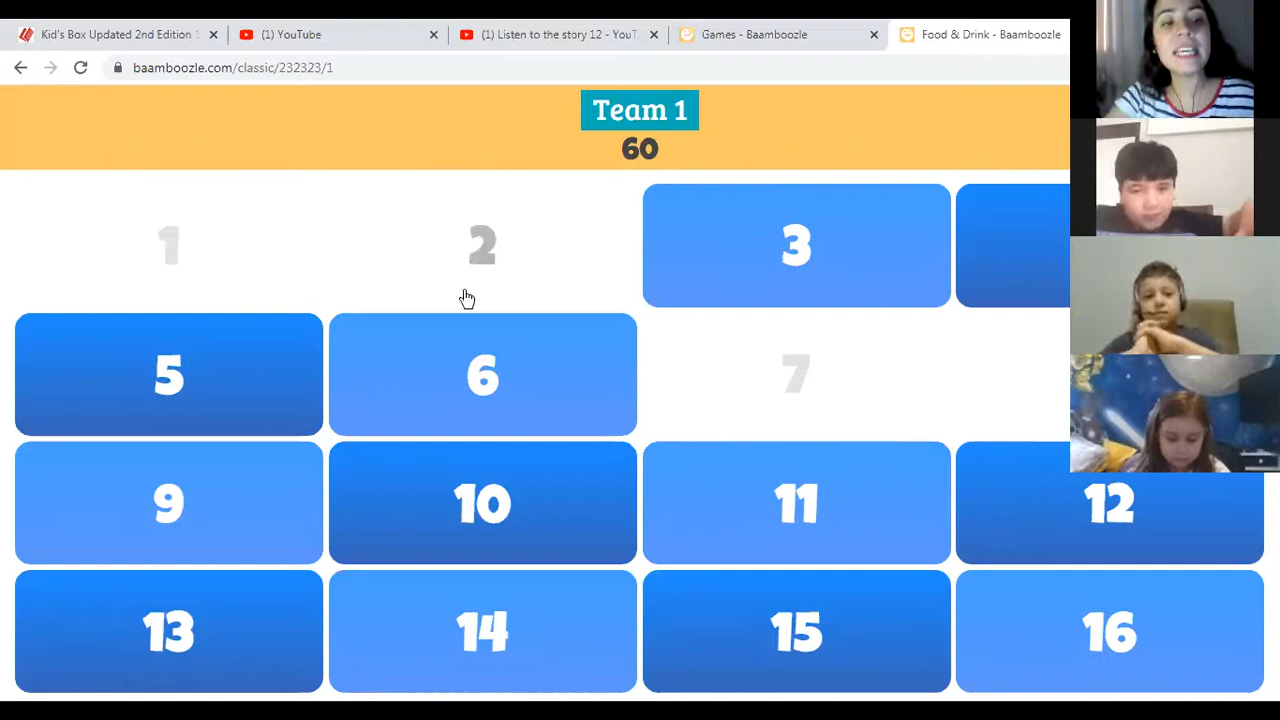 Kid's Box Updated 2nd Edition
(1) YouTube
(1) Listen to the story 12 - YouT
Games - Baamboozle
Food & Drink - Baamboozle
baamboozle.com/classic/232323/1
Team 1
60
1
2
3
5
6
7
9
10
11
12
13
14
15
16